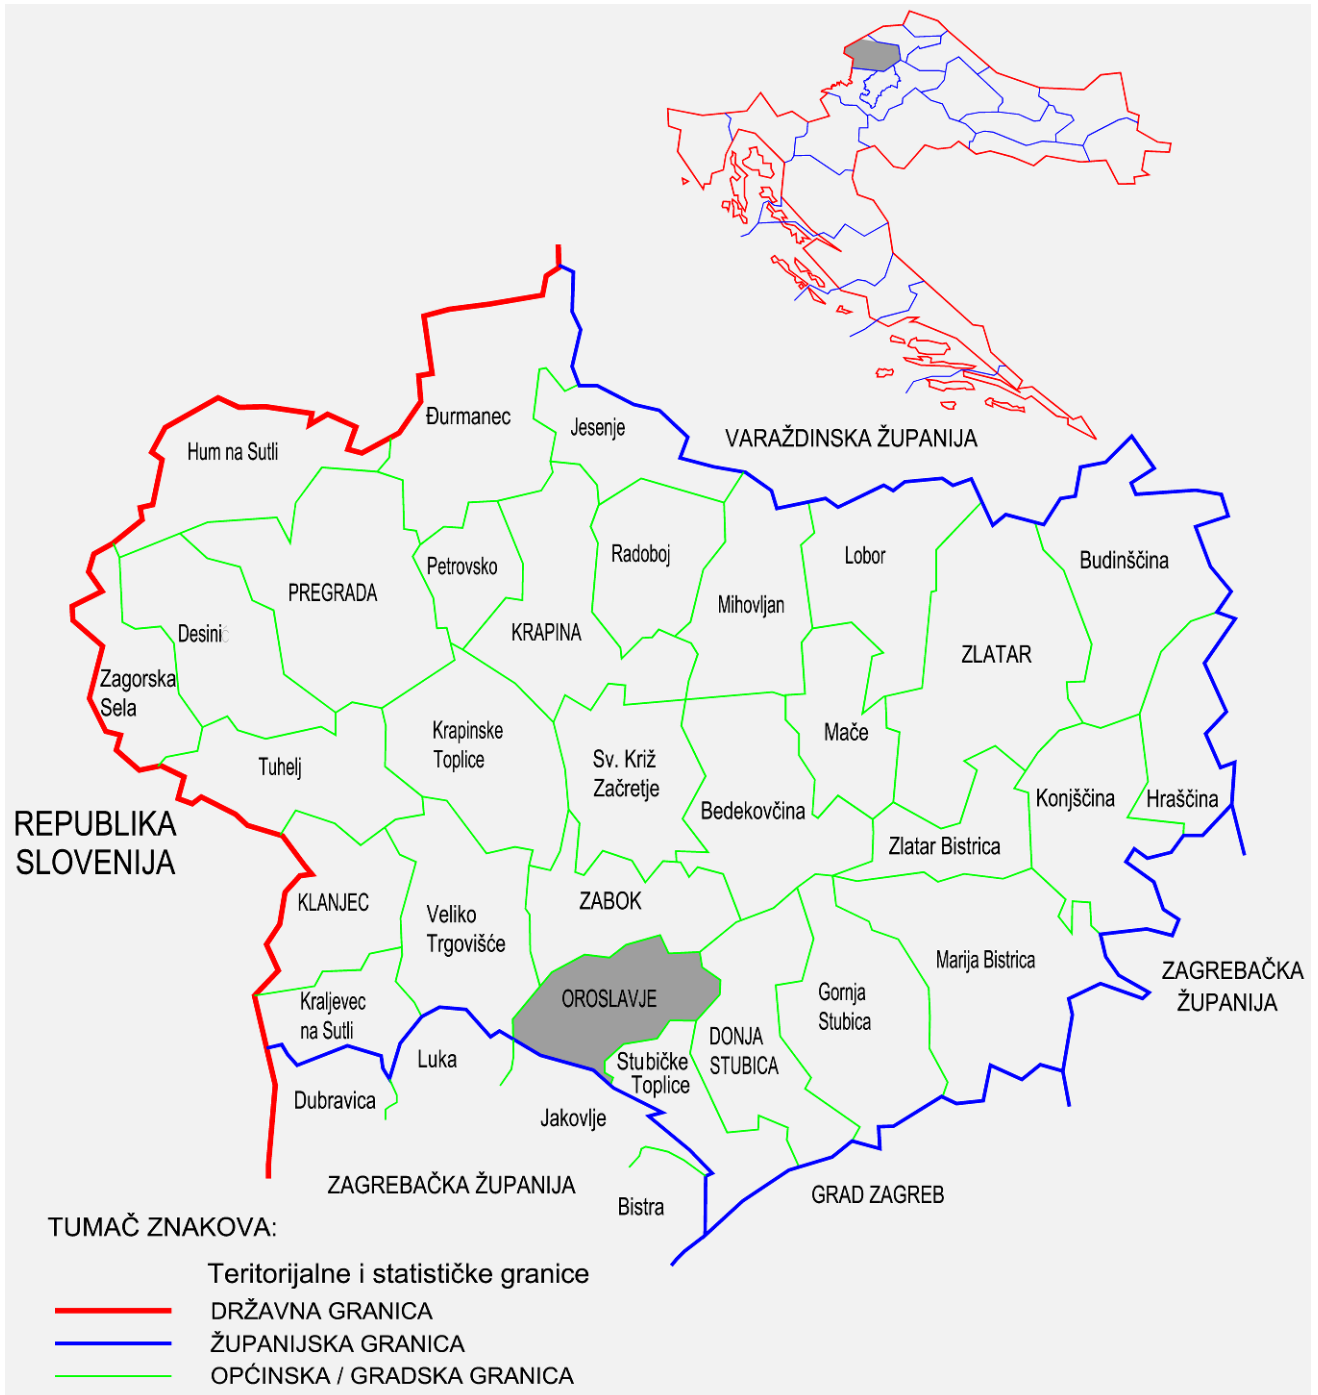 VARAŽDINSKA ŽUPANIJA
Đurmanec
Jesenje
Hum na Sutli
Petrovsko
Radoboj
Lobor
Budinščina
PREGRADA
Mihovljan
Desinić
KRAPINA
ZLATAR
Zagorska
Sela
Krapinske
Toplice
Mače
Tuhelj
Sv. Križ
Začretje
Bedekovčina
Konjščina
Hraščina
REPUBLIKA
SLOVENIJA
Zlatar Bistrica
KLANJEC
ZABOK
Veliko
Trgovišće
Marija Bistrica
ZAGREBAČKA
ŽUPANIJA
Kraljevec
na Sutli
OROSLAVJE
Gornja
Stubica
DONJA
STUBICA
Luka
Stubičke
Toplice
Dubravica
Jakovlje
ZAGREBAČKA ŽUPANIJA
Bistra
GRAD ZAGREB
TUMAČ ZNAKOVA:
Teritorijalne i statističke granice
DRŽAVNA GRANICA
ŽUPANIJSKA GRANICA
OPĆINSKA / GRADSKA GRANICA